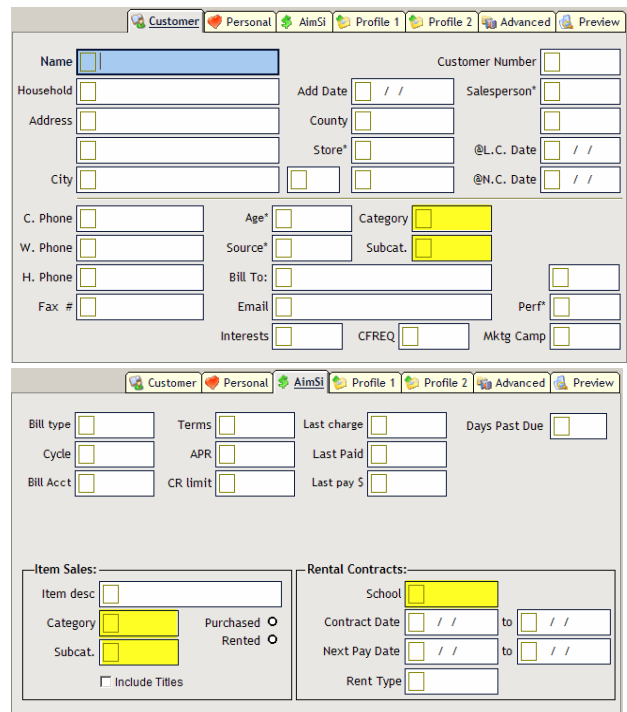 Customer Personal AimSi Profile 1 Profile 2 Advanced Preview
Name Customer Number
Household Add Date / / Salesperson*
Address County
Store* @L.C. Date / /
City @N.C. Date / /
C. Phone Age* Category
W. Phone Source* Subcat.
H. Phone Bill To:
Fax # Email Perf*
Interests CFREQ Mktg Camp
Customer Personal AimSi Profile 1 Profile 2 Advanced Preview
Bill type Terms Last charge Days Past Due
Cycle APR Last Paid
Bill Acct CR limit Last pay $
Item Sales: Rental Contracts:
Item desc School
Category Purchased Contract Date / / to / /
Subcat. Rented Next Pay Date / / to / /
Include Titles Rent Type